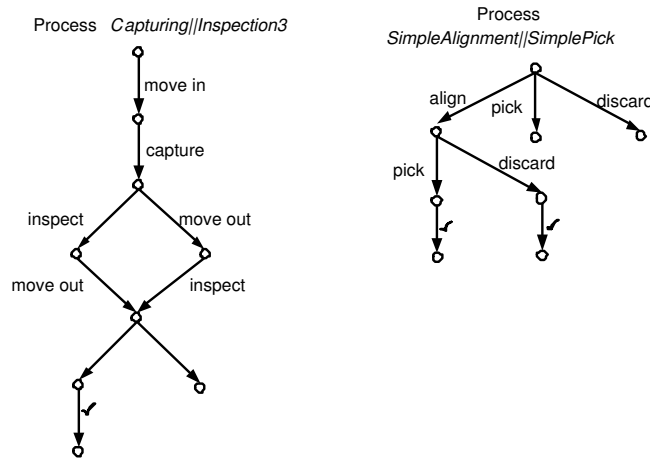 Process Capturing||Inspection3
move in
capture
inspect
move out
move out
inspect
✓
Process
SimpleAlignment||SimplePick
align
pick
discard
pick
discard
✓
✓